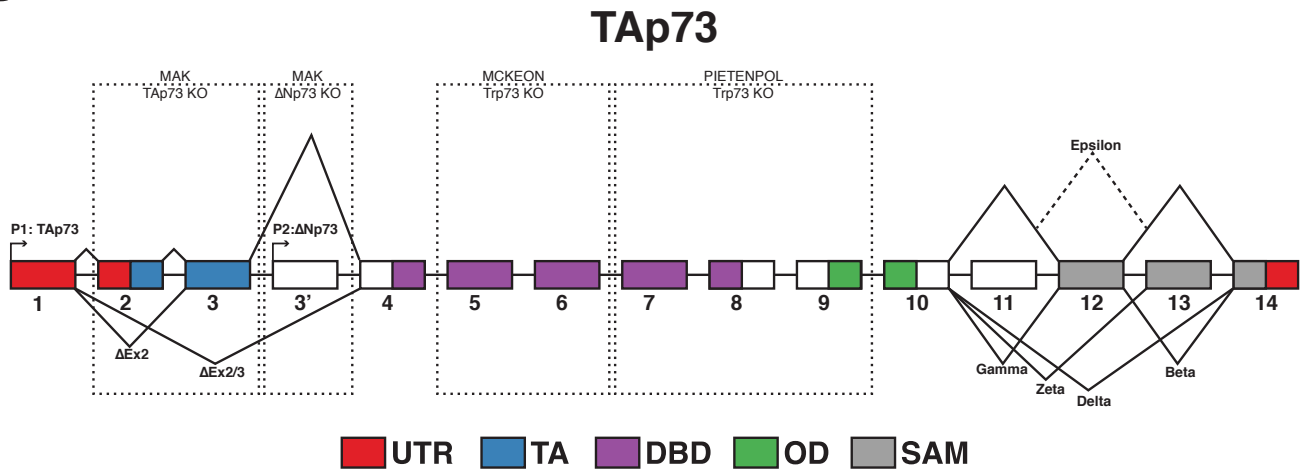 TAp73
MAK
TAp73 KO
MAK
ΔNp73 KO
MCKEON
Trp73 KO
PIETENPOL
Trp73 KO
Epsilon
P1: TAp73
P2:ΔNp73
1 2 3 3' 4 5 6 7 8 9 10 11 12 13 14
ΔEx2
ΔEx2/3
Gamma
Zeta
Delta
Beta
UTR TA DBD OD SAM